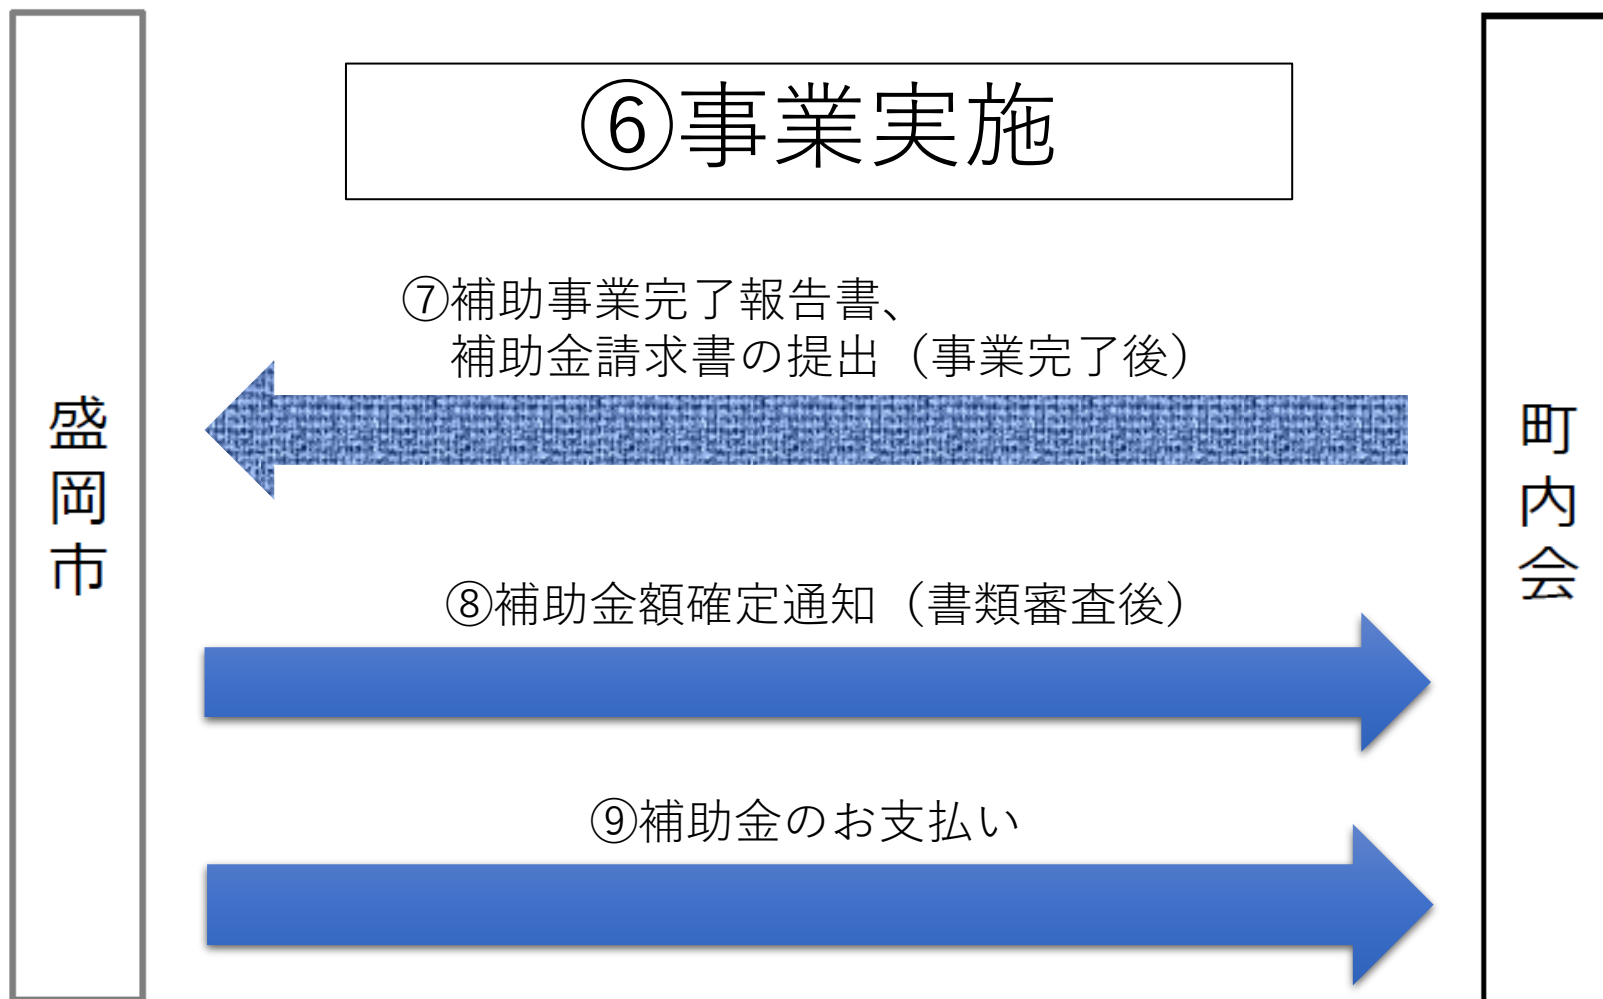 ⑥事業実施
⑦補助事業完了報告書、
補助金請求書の提出（事業完了後）
盛岡市
町内会
⑧補助金額確定通知（書類審査後）
⑨補助金のお支払い